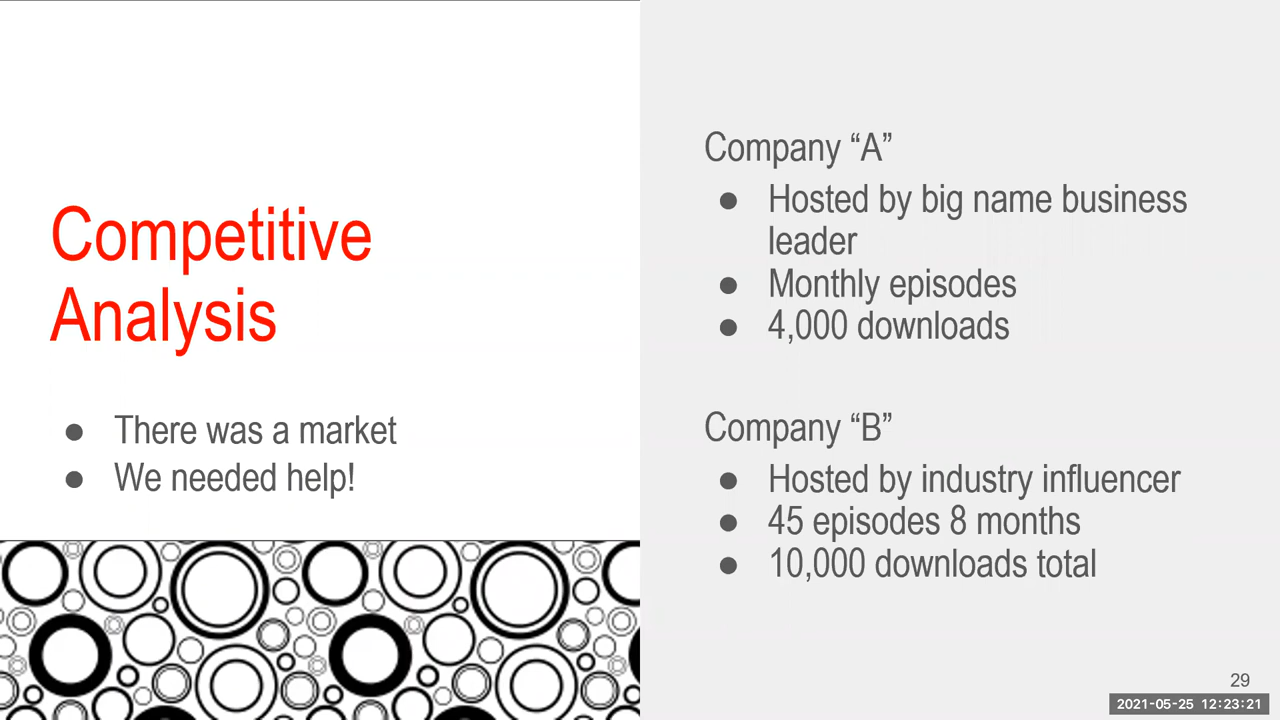 Competitive
Analysis
● There was a market
● We needed help!
Company “A”
● Hosted by big name business
leader
● Monthly episodes
● 4,000 downloads
Company “B”
● Hosted by industry influencer
● 45 episodes 8 months
● 10,000 downloads total
29
2021-05-25 12:23:21